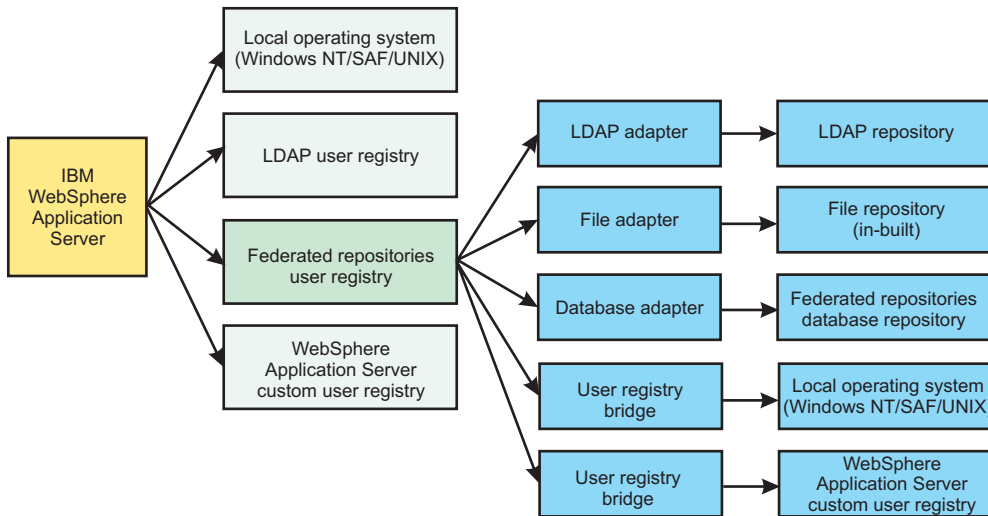 IBM
WebSphere
Application
Server
Local operating system
(Windows NT/SAF/UNIX)
LDAP user registry
Federated repositories
user registry
WebSphere
Application Server
custom user registry
LDAP adapter
LDAP repository
File adapter
File repository
(in-built)
Database adapter
Federated repositories
database repository
User registry
bridge
Local operating system
(Windows NT/SAF/UNIX)
User registry
bridge
WebSphere
Application Server
custom user registry